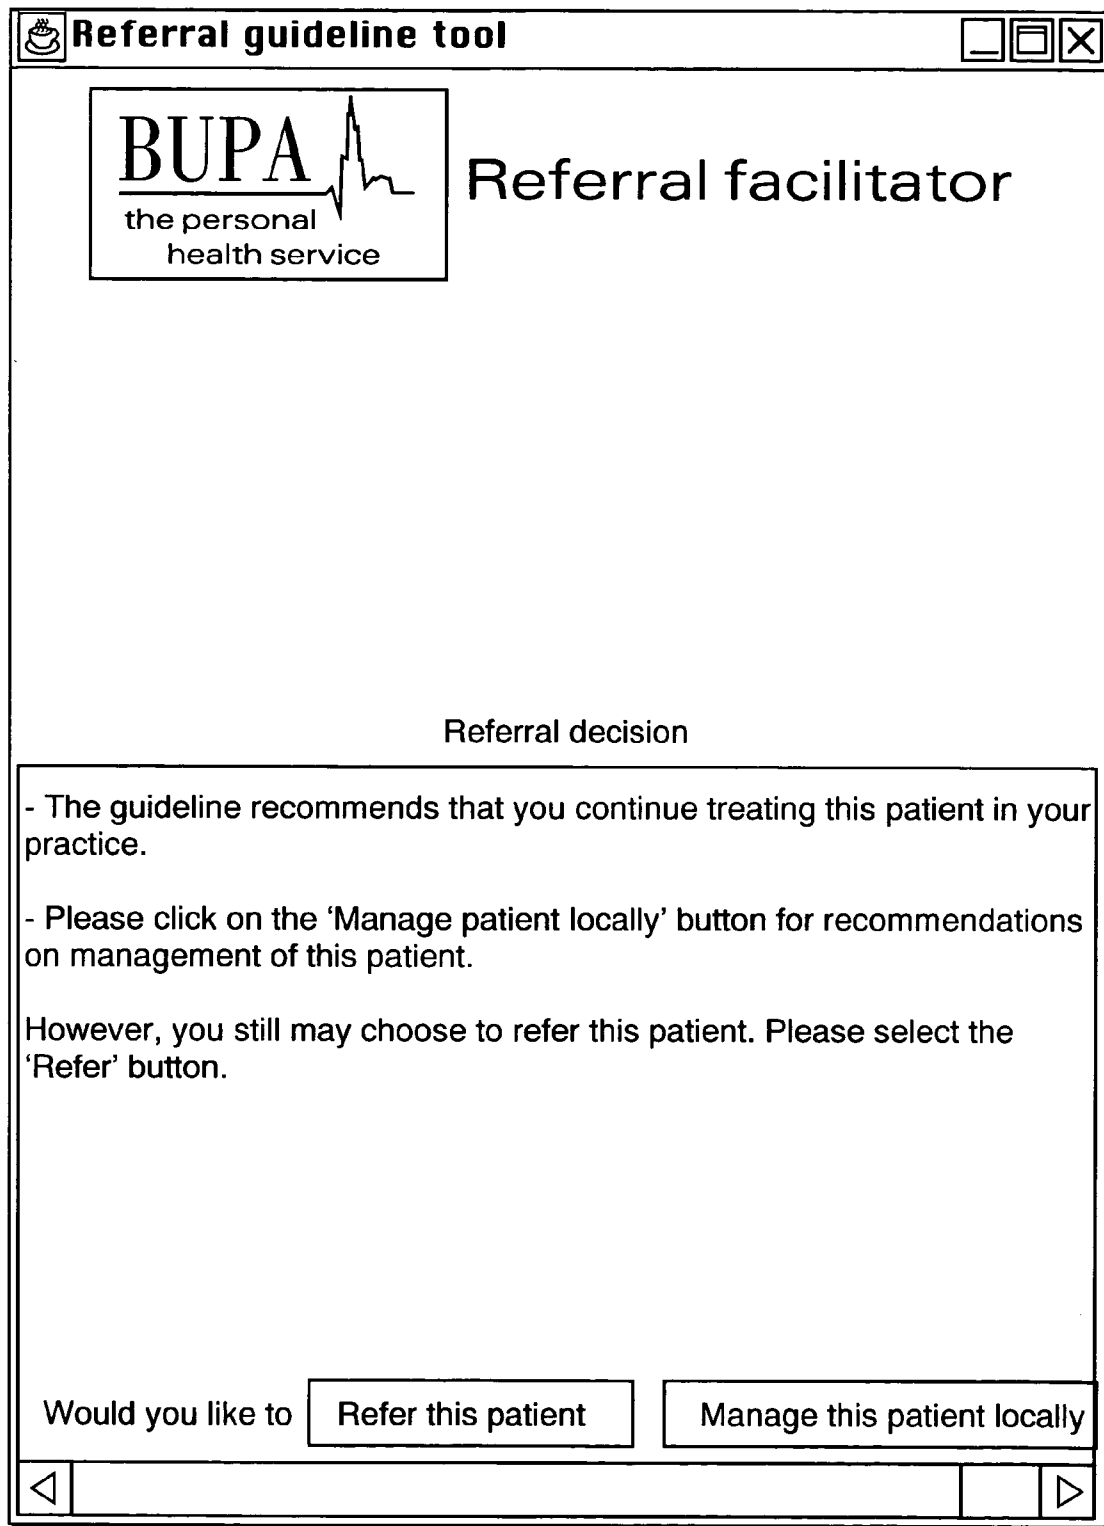 Referral guideline tool
BUPA
the personal
health service
Referral facilitator
Referral decision
- The guideline recommends that you continue treating this patient in your
practice.
- Please click on the ‘Manage patient locally’ button for recommendations
on management of this patient.
However, you still may choose to refer this patient. Please select the
‘Refer’ button.
Would you like to Refer this patient Manage this patient locally